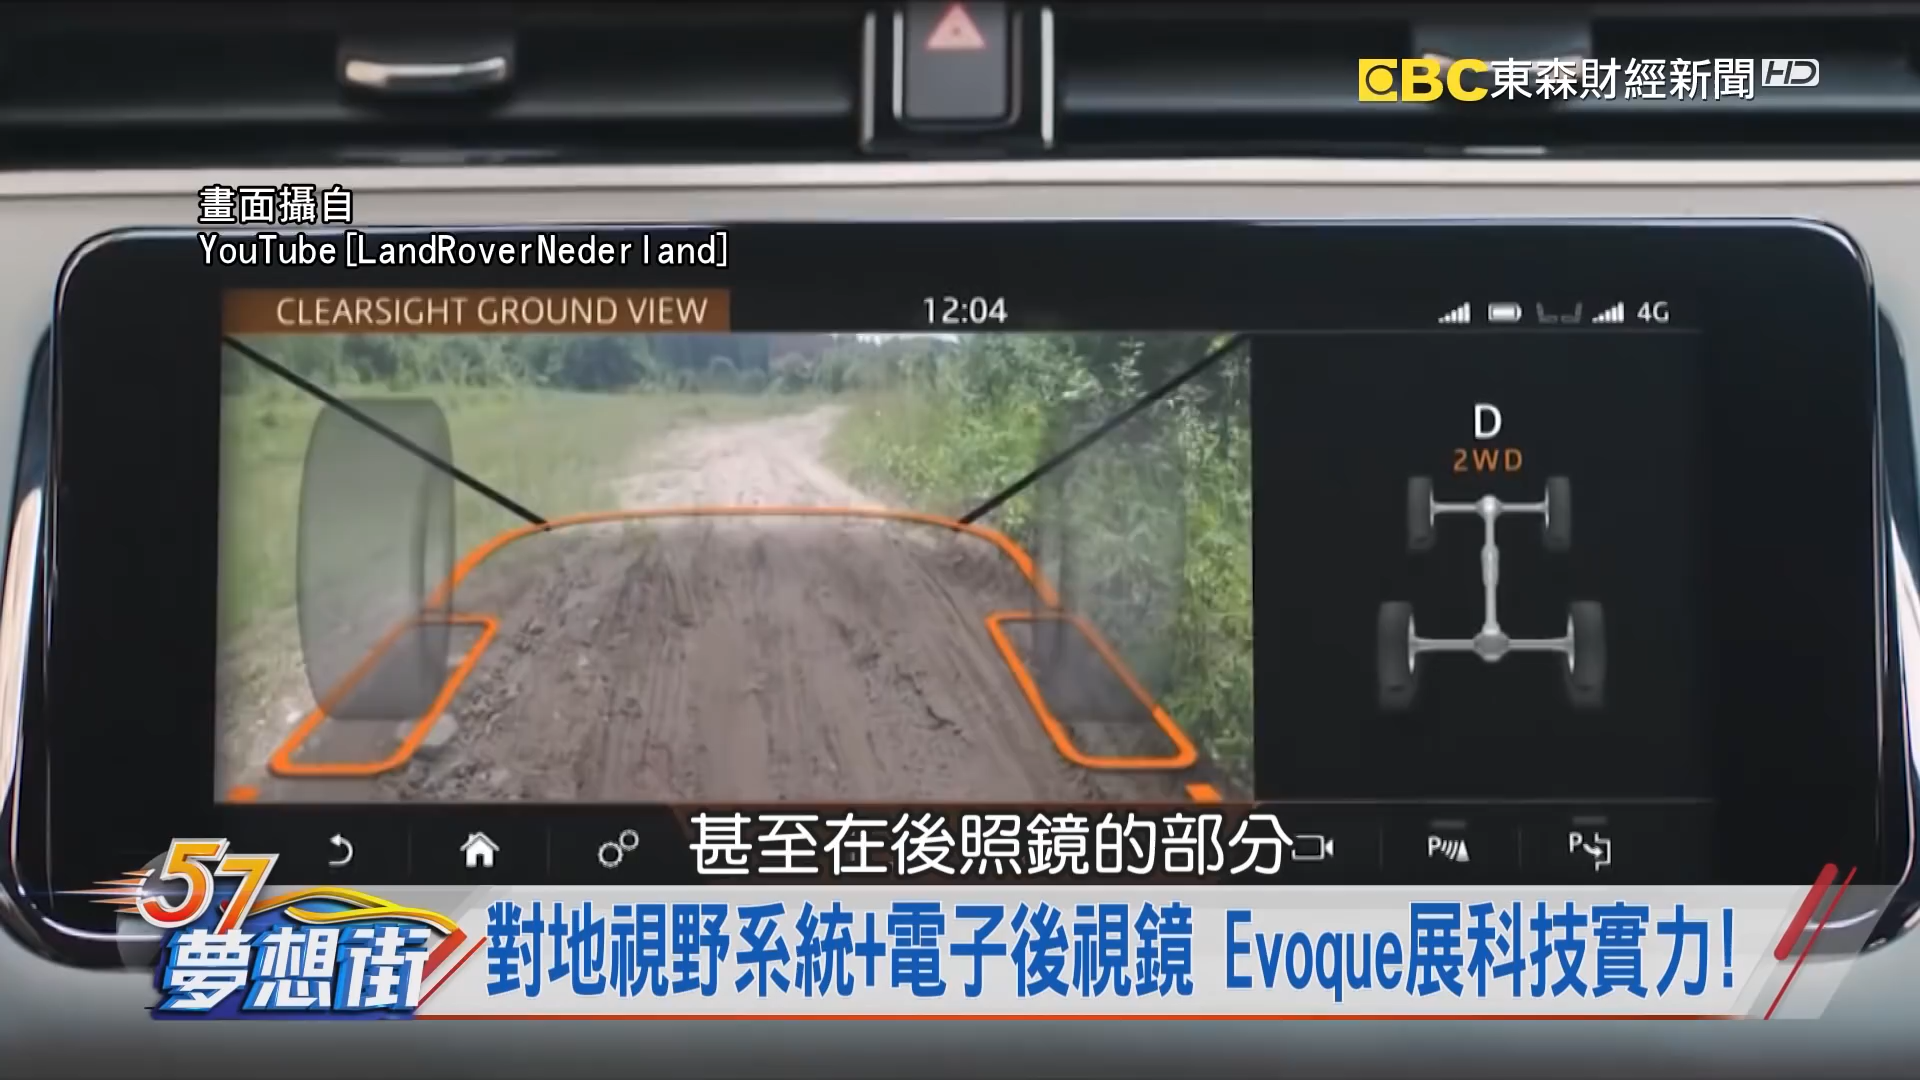 EBC東森財經新聞HD
畫面攝自
YouTube[LandRoverNederland]
CLEARSIGHT GROUND VIEW
12:04
4G
D
2WD
甚至在後照鏡的部分
P
P
57夢想街
對地視野系統+電子後視鏡 Evoque展科技實力!